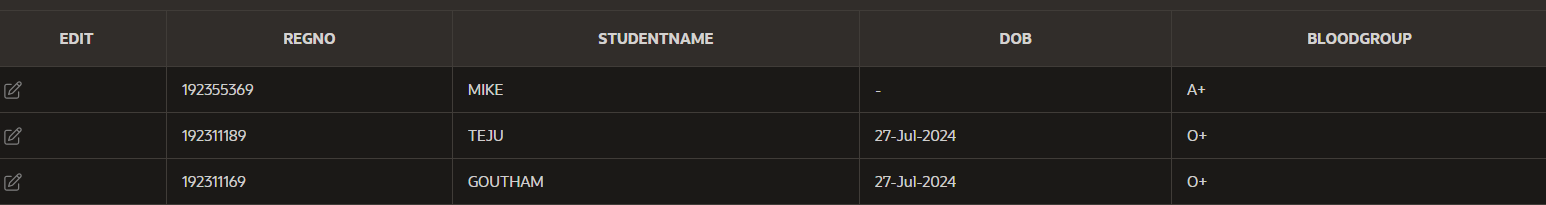 EDIT REGNO STUDENTNAME DOB BLOODGROUP
192355369 MIKE - A+
192311189 TEJU 27-Jul-2024 O+
192311169 GOUTHAM 27-Jul-2024 O+